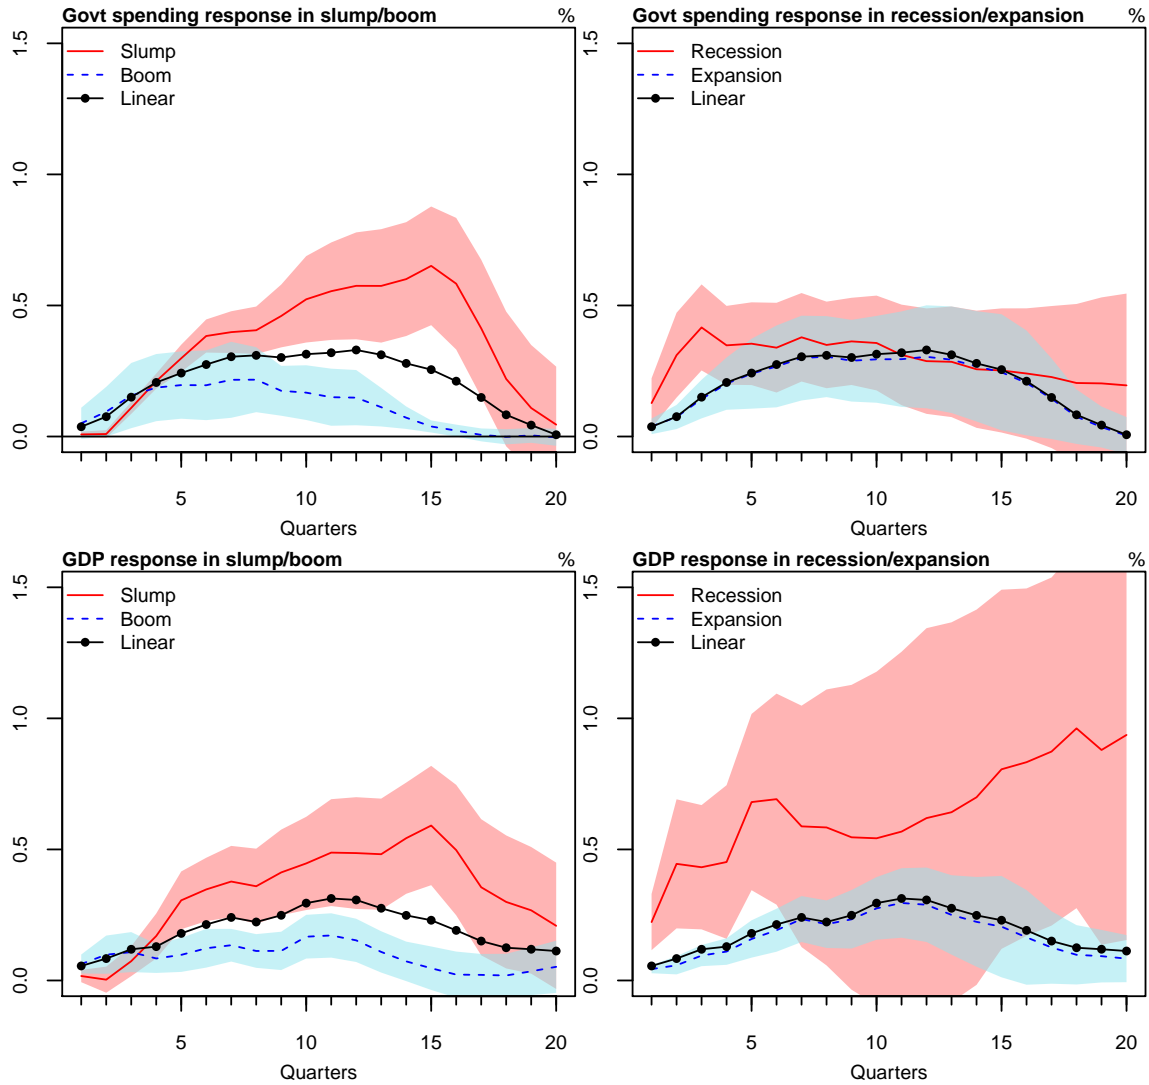 Govt spending response in slump/boom %
1.5
1.0
0.5
0.0
Slump
Boom
Linear
5 10 15 20
Quarters
Govt spending response in recession/expansion %
1.5
1.0
0.5
0.0
Recession
Expansion
Linear
5 10 15 20
Quarters
GDP response in slump/boom %
1.5
1.0
0.5
0.0
Slump
Boom
Linear
5 10 15 20
Quarters
GDP response in recession/expansion %
1.5
1.0
0.5
0.0
Recession
Expansion
Linear
5 10 15 20
Quarters